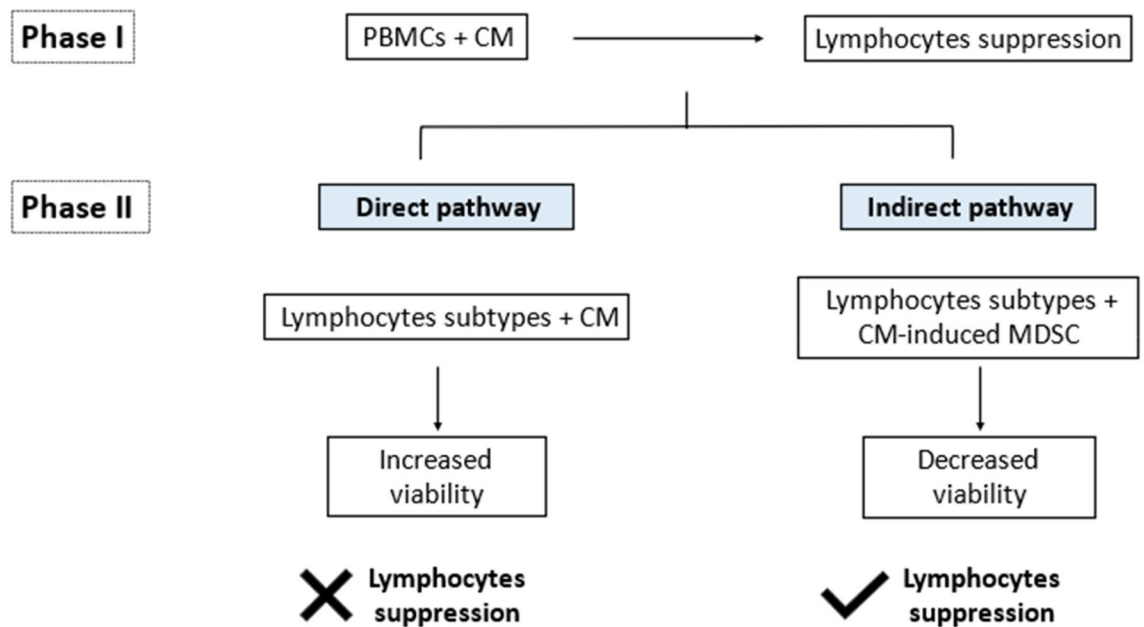 Phase I
PBMCs + CM
Lymphocytes suppression
Phase II
Direct pathway
Indirect pathway
Lymphocytes subtypes + CM
Lymphocytes subtypes +
CM-induced MDSC
Increased
viability
Decreased
viability
Lymphocytes
suppression
Lymphocytes
suppression